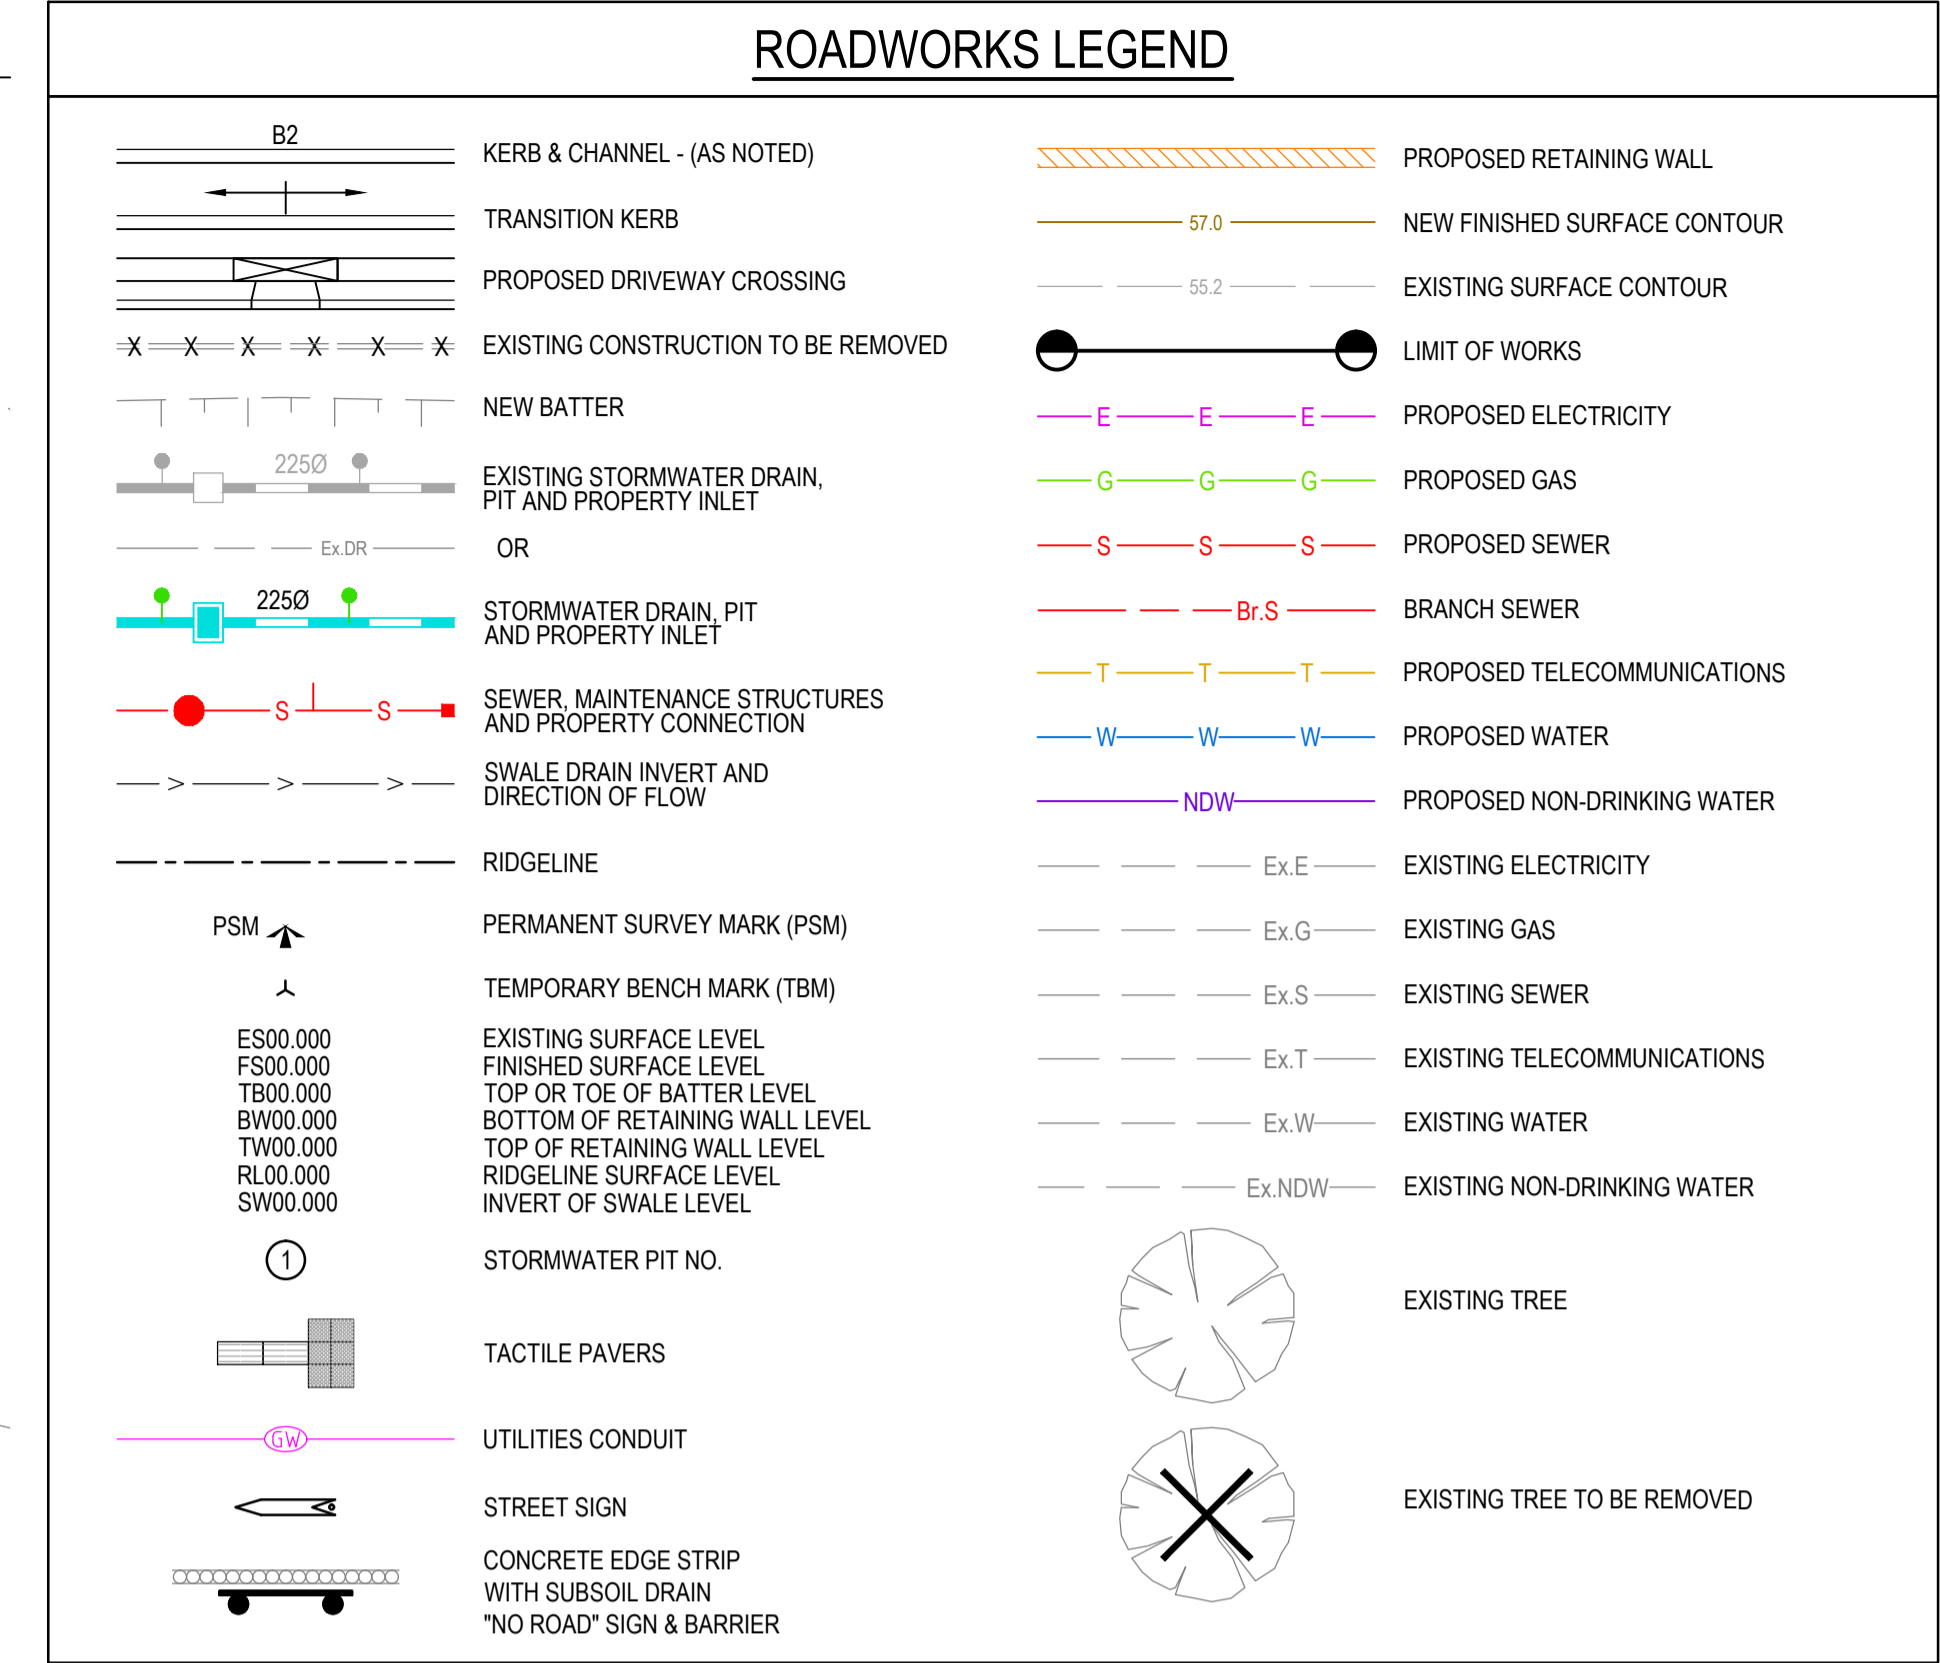 ROADWORKS LEGEND
B2
KERB & CHANNEL - (AS NOTED)
TRANSITION KERB
PROPOSED DRIVEWAY CROSSING
X X X X X X
EXISTING CONSTRUCTION TO BE REMOVED
NEW BATTER
225Ø
EXISTING STORMWATER DRAIN,
PIT AND PROPERTY INLET
Ex.DR
OR
225Ø
STORMWATER DRAIN, PIT
AND PROPERTY INLET
S S
SEWER, MAINTENANCE STRUCTURES
AND PROPERTY CONNECTION
> > >
SWALE DRAIN INVERT AND
DIRECTION OF FLOW
RIDGELINE
PSM
PERMANENT SURVEY MARK (PSM)
TEMPORARY BENCH MARK (TBM)
ES00.000 EXISTING SURFACE LEVEL
FS00.000 FINISHED SURFACE LEVEL
TB00.000 TOP OR TOE OF BATTER LEVEL
BW00.000 BOTTOM OF RETAINING WALL LEVEL
TW00.000 TOP OF RETAINING WALL LEVEL
RL00.000 RIDGELINE SURFACE LEVEL
SW00.000 INVERT OF SWALE LEVEL
1 STORMWATER PIT NO.
TACTILE PAVERS
GW UTILITIES CONDUIT
STREET SIGN
CONCRETE EDGE STRIP
WITH SUBSOIL DRAIN
"NO ROAD" SIGN & BARRIER
PROPOSED RETAINING WALL
57.0 NEW FINISHED SURFACE CONTOUR
55.2 EXISTING SURFACE CONTOUR
LIMIT OF WORKS
E E E PROPOSED ELECTRICITY
G G G PROPOSED GAS
S S S PROPOSED SEWER
Br.S BRANCH SEWER
T T T PROPOSED TELECOMMUNICATIONS
W W W PROPOSED WATER
NDW PROPOSED NON-DRINKING WATER
Ex.E EXISTING ELECTRICITY
Ex.G EXISTING GAS
Ex.S EXISTING SEWER
Ex.T EXISTING TELECOMMUNICATIONS
Ex.W EXISTING WATER
Ex.NDW EXISTING NON-DRINKING WATER
EXISTING TREE
EXISTING TREE TO BE REMOVED